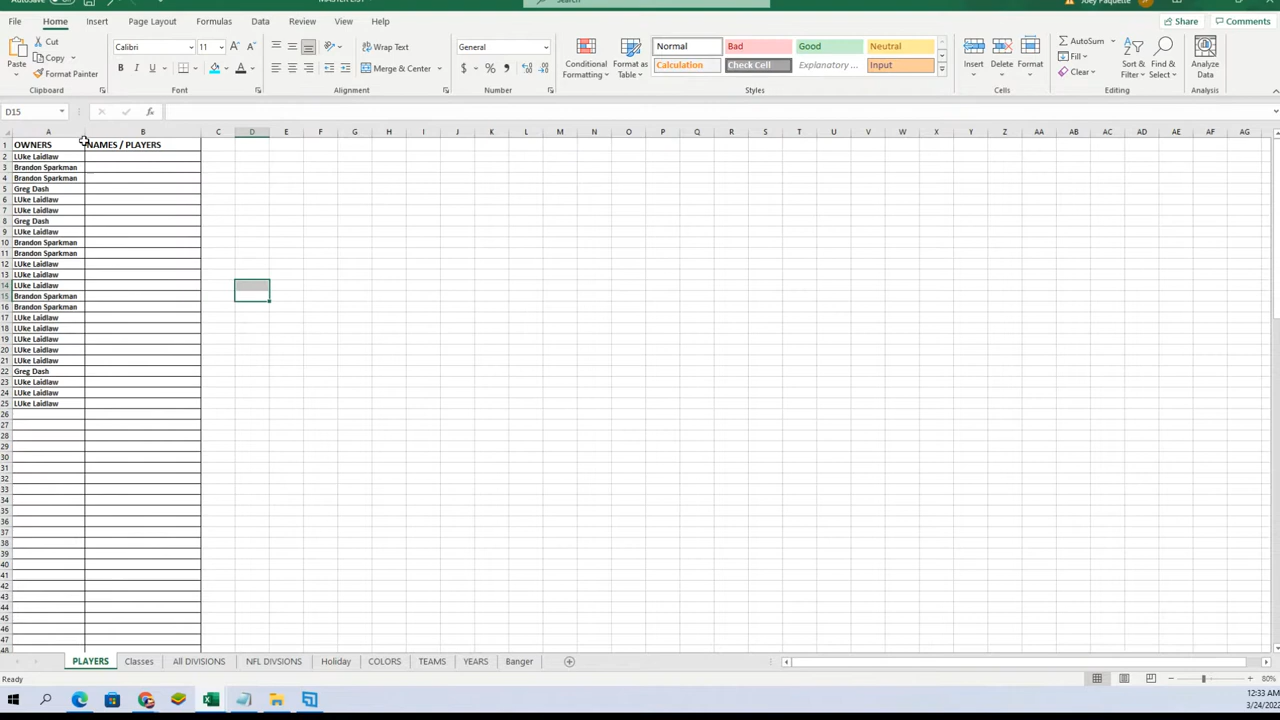 AutoSave Off MASTER LIST Search Joey Paquette
File Home Insert Page Layout Formulas Data Review View Help Share Comments
Paste Cut Copy Format Painter Clipboard
Calibri 11 Font
Wrap Text Merge & Center Alignment
General Number
Conditional Formatting Format as Table
Normal Bad Good Neutral
Calculation Check Cell Explanatory ... Input
Styles
Insert Delete Format Cells
AutoSum Fill Clear Sort & Filter Find & Select Editing
Analyze Data Analysis
D15
A B C D E F G H I J K L M N O P Q R S T U V W X Y Z AA AB AC AD AE AF AG
1 OWNERS NAMES / PLAYERS
2 LUke Laidlaw
3 Brandon Sparkman
4 Brandon Sparkman
5 Greg Dash
6 LUke Laidlaw
7 LUke Laidlaw
8 Greg Dash
9 LUke Laidlaw
10 Brandon Sparkman
11 Brandon Sparkman
12 LUke Laidlaw
13 LUke Laidlaw
14 LUke Laidlaw
15 Brandon Sparkman
16 Brandon Sparkman
17 LUke Laidlaw
18 LUke Laidlaw
19 LUke Laidlaw
20 LUke Laidlaw
21 LUke Laidlaw
22 Greg Dash
23 LUke Laidlaw
24 LUke Laidlaw
25 LUke Laidlaw
26
27
28
29
30
31
32
33
34
35
36
37
38
39
40
41
42
43
44
45
46
47
48
PLAYERS Classes All DIVISIONS NFL DIVSIONS Holiday COLORS TEAMS YEARS Banger
Ready 80%
12:33 AM